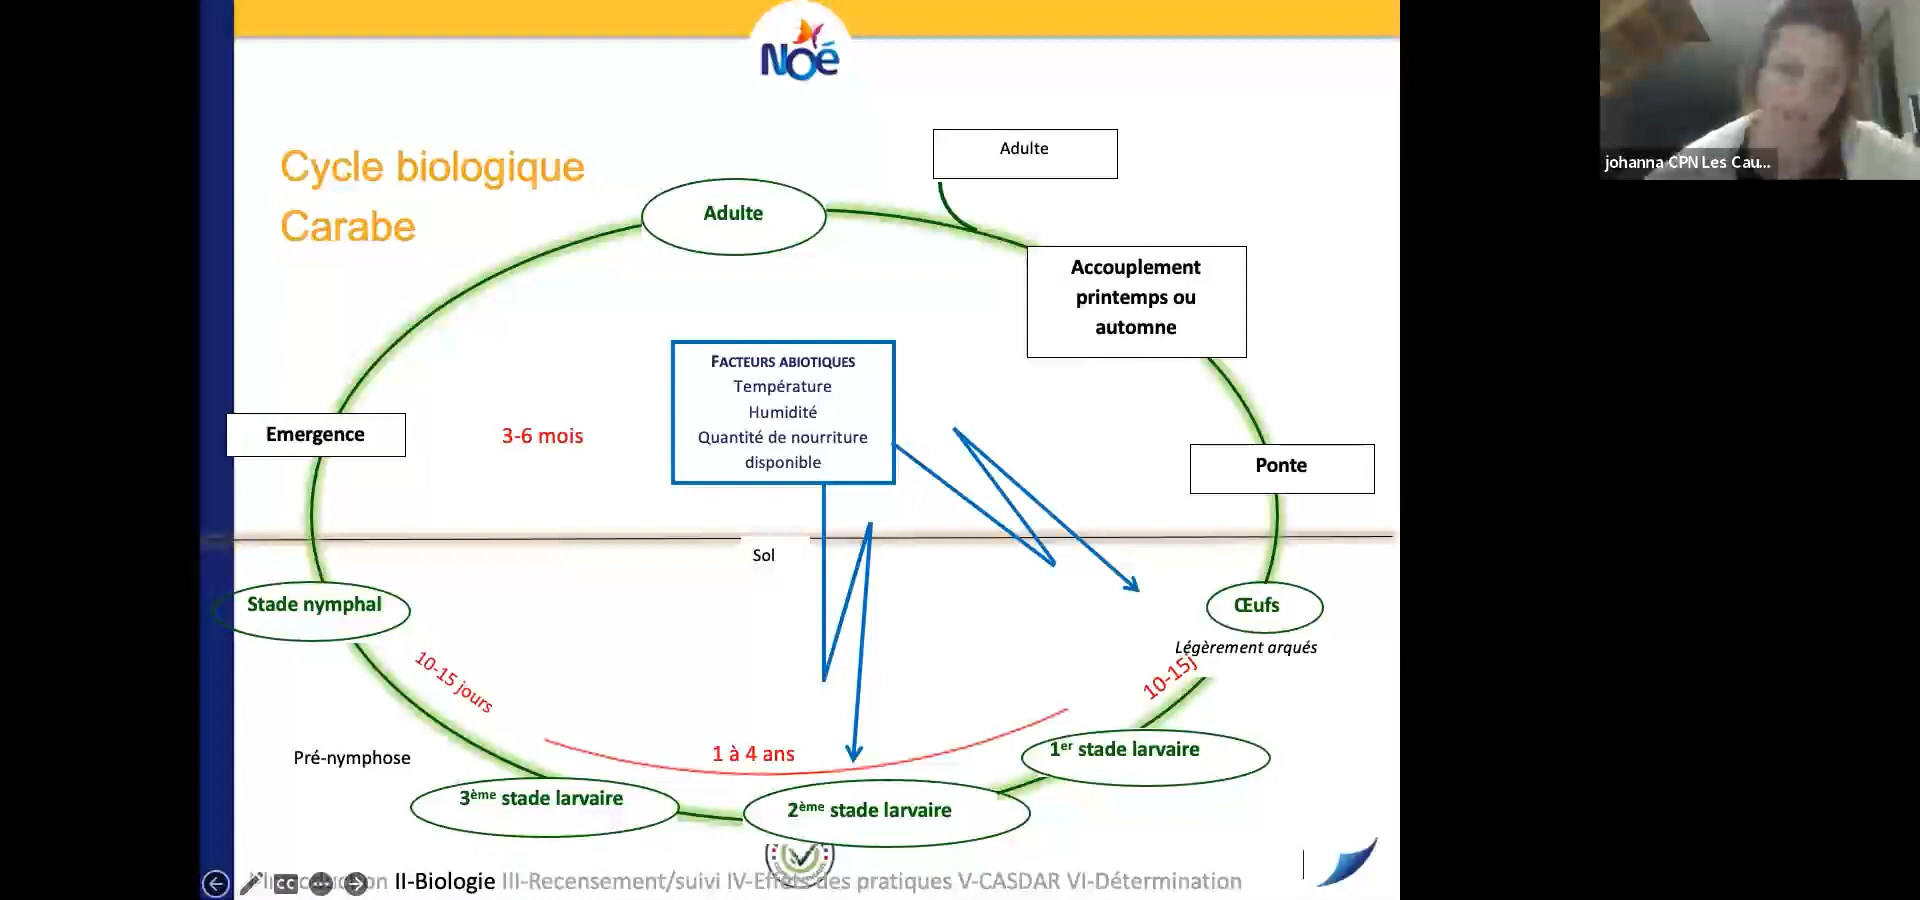 Noé
johanna CPN Les Cau...
Cycle biologique
Carabe
Adulte
Adulte
Accouplement
printemps ou
automne
FACTEURS ABIOTIQUES
Température
Humidité
Quantité de nourriture
disponible
Emergence
3-6 mois
Ponte
Sol
Stade nymphal
Œufs
Légèrement arqués
10-15 jours
10-15j
Pré-nymphose
1 à 4 ans
1er stade larvaire
3ème stade larvaire
2ème stade larvaire
CC
II-Biologie III-Recensement/suivi IV-Effets des pratiques V-CASDAR VI-Détermination